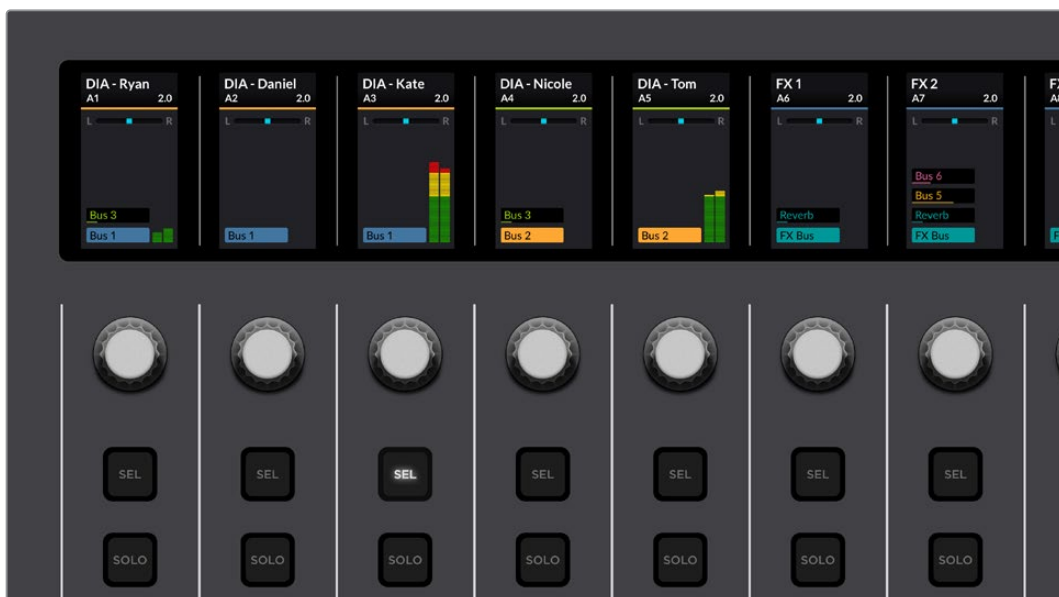 DIA - Ryan
A1 2.0
L R
Bus 3
Bus 1
DIA - Daniel
A2 2.0
L R
Bus 1
DIA - Kate
A3 2.0
L R
Bus 1
DIA - Nicole
A4 2.0
L R
Bus 3
Bus 2
DIA - Tom
A5 2.0
L R
Bus 2
FX 1
A6 2.0
L R
Reverb
FX Bus
FX 2
A7 2.0
L R
Bus 6
Bus 5
Reverb
FX Bus
L
SEL SEL SEL SEL SEL SEL SEL
SOLO SOLO SOLO SOLO SOLO SOLO SOLO